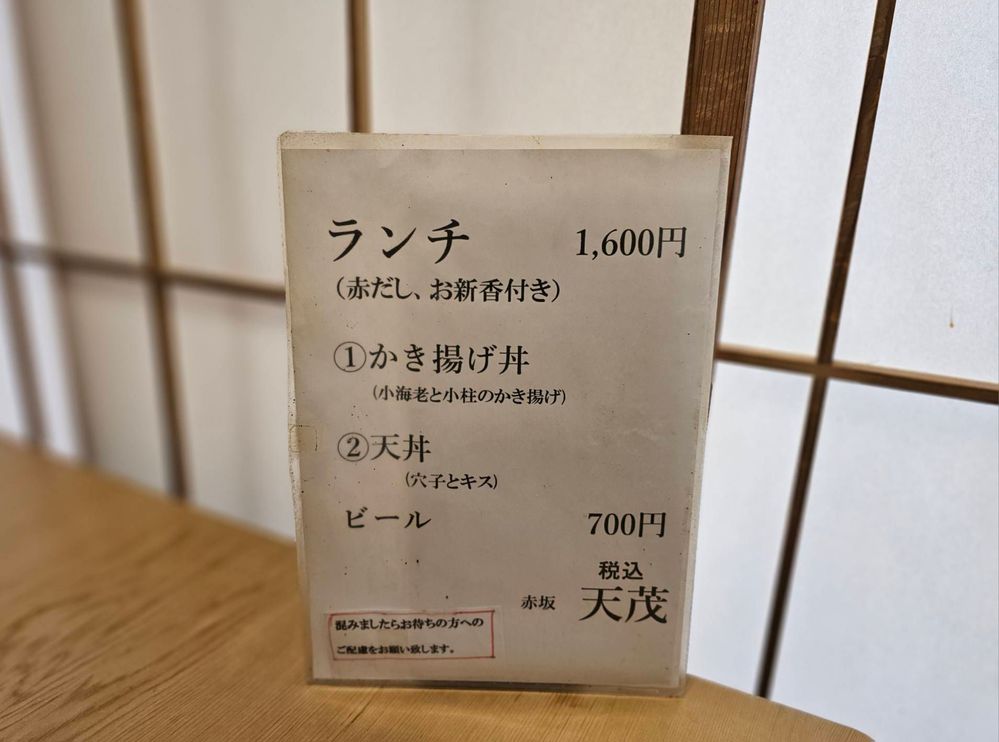 ランチ 1,600円
（赤だし、お新香付き）
①かき揚げ丼
（小海老と小柱のかき揚げ）
②天丼
（穴子とキス）
ビール 700円
税込
赤坂 天茂
混みましたらお待ちの方への
ご配慮をお願い致します。